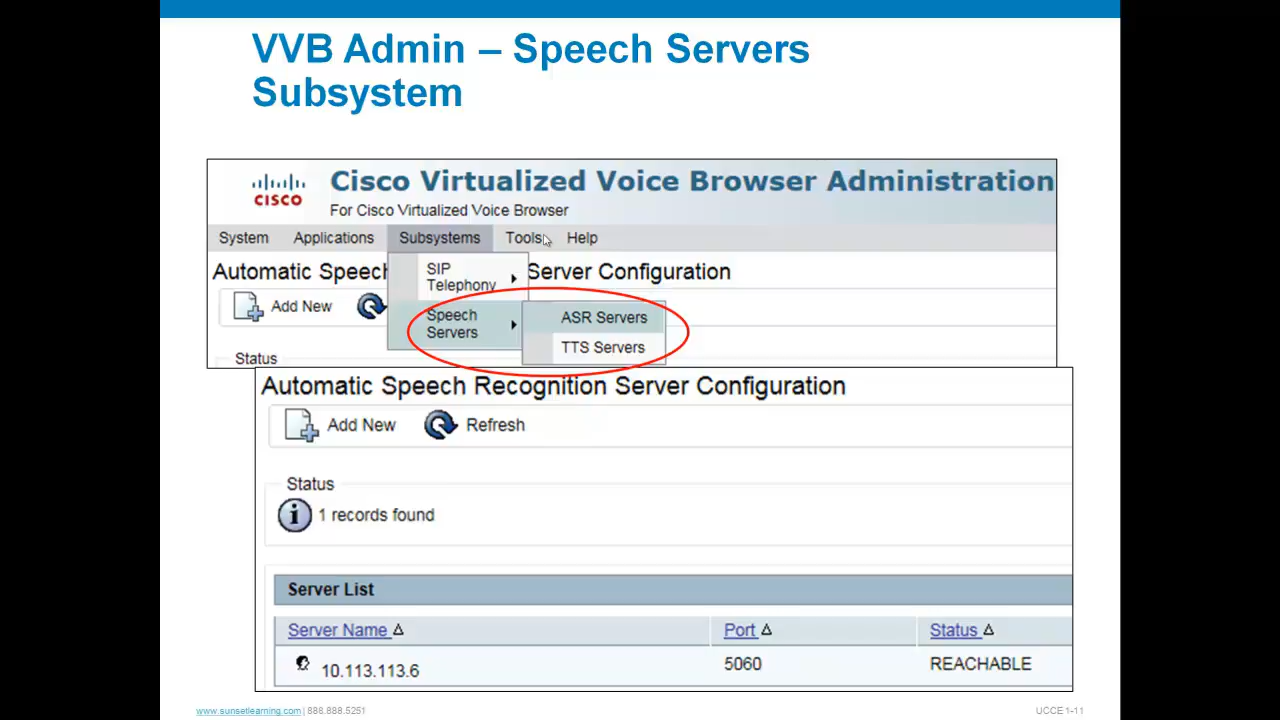 VVB Admin – Speech Servers
Subsystem
CISCO
Cisco Virtualized Voice Browser Administration
For Cisco Virtualized Voice Browser
System Applications Subsystems Tools Help
Automatic Speech Server Configuration
SIP
Telephony
Add New
Speech
Servers
ASR Servers
TTS Servers
Status
Automatic Speech Recognition Server Configuration
Add New Refresh
Status
1 records found
Server List
Server Name Port Status
10.113.113.6 5060 REACHABLE
www.sunsetlearning.com | 888.888.5251
UCCE 1-11